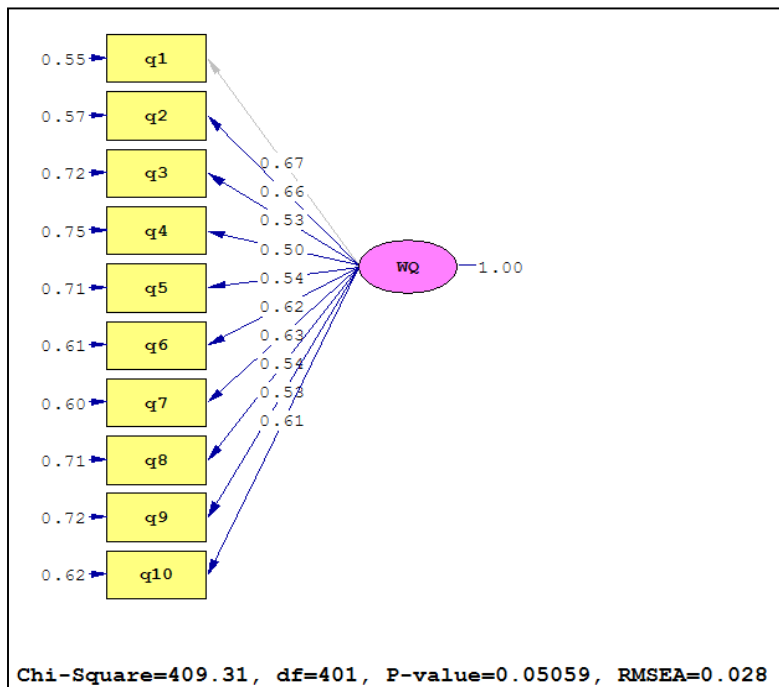 0.55 q1
0.57 q2
0.67
0.72 q3
0.66
0.53
0.75 q4
0.50
WQ 1.00
0.71 q5
0.54
0.62
0.61 q6
0.63
0.54
0.60 q7
0.53
0.61
0.71 q8
0.72 q9
0.62 q10
Chi-Square=409.31, df=401, P-value=0.05059, RMSEA=0.028